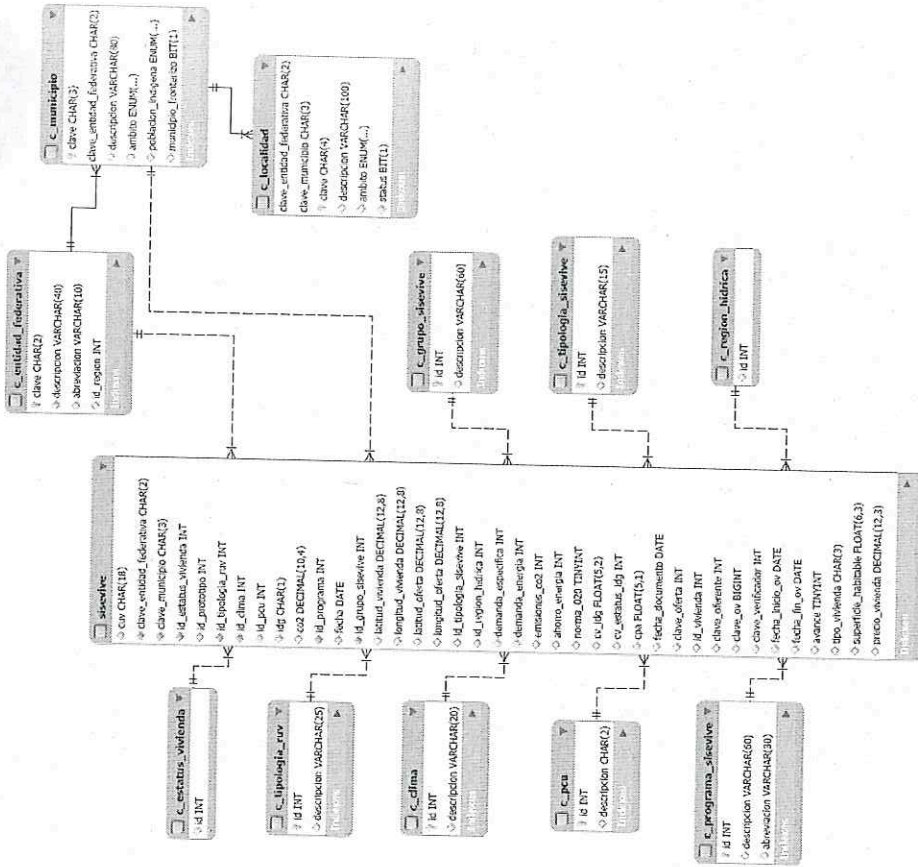 c_municipio
clave CHAR(3)
clave_entidad_federativa CHAR(2)
descripcion VARCHAR(80)
ambito ENUM(...)
poblacion_indigena ENUM(...)
municipio_fronterizo BIT(1)
Indexes
c_localidad
clave_entidad_federativa CHAR(2)
clave_municipio CHAR(3)
clave CHAR(4)
descripcion VARCHAR(100)
ambito ENUM(...)
status BIT(1)
Indexes
c_entidad_federativa
clave CHAR(2)
descripcion VARCHAR(40)
abreviacion VARCHAR(10)
id_region INT
Indexes
c_grupo_sisevive
id INT
descripcion VARCHAR(60)
Indexes
c_tipologia_sisevive
id INT
descripcion VARCHAR(15)
Indexes
c_region_hidrica
id INT
sisevive
cuv CHAR(18)
clave_entidad_federativa CHAR(2)
clave_municipio CHAR(3)
id_estatus_vivienda INT
id_prototipo INT
id_tipologia_ruv INT
id_clima INT
id_pcu INT
idg CHAR(1)
co2 DECIMAL(10,4)
id_programa INT
fecha DATE
id_grupo_sisevive INT
latitud_vivienda DECIMAL(12,8)
longitud_vivienda DECIMAL(12,8)
latitud_oferta DECIMAL(12,8)
longitud_oferta DECIMAL(12,8)
id_tipologia_sisevive INT
id_region_hidrica INT
demanda_especifica INT
demanda_energia INT
emisiones_co2 INT
ahorro_energia INT
norma_020 TINYINT
cv_idg FLOAT(5,2)
cv_estatus_idg INT
cpa FLOAT(5,1)
fecha_documento DATE
clave_oferta INT
id_vivienda INT
clave_oferente INT
clave_ov BIGINT
clave_verificador INT
fecha_inicio_ov DATE
fecha_fin_ov DATE
avance TINYINT
tipo_vivienda CHAR(3)
superficie_habitable FLOAT(6,3)
precio_vivienda DECIMAL(12,3)
Indexes
c_estatus_vivienda
id INT
c_tipologia_ruv
id INT
descripcion VARCHAR(25)
Indexes
c_clima
id INT
descripcion VARCHAR(20)
Indexes
c_pcu
id INT
descripcion CHAR(2)
Indexes
c_programa_sisevive
id INT
descripcion VARCHAR(60)
abreviacion VARCHAR(30)
Indexes